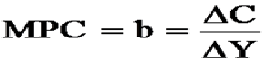 MPC = b = ΔC / ΔY